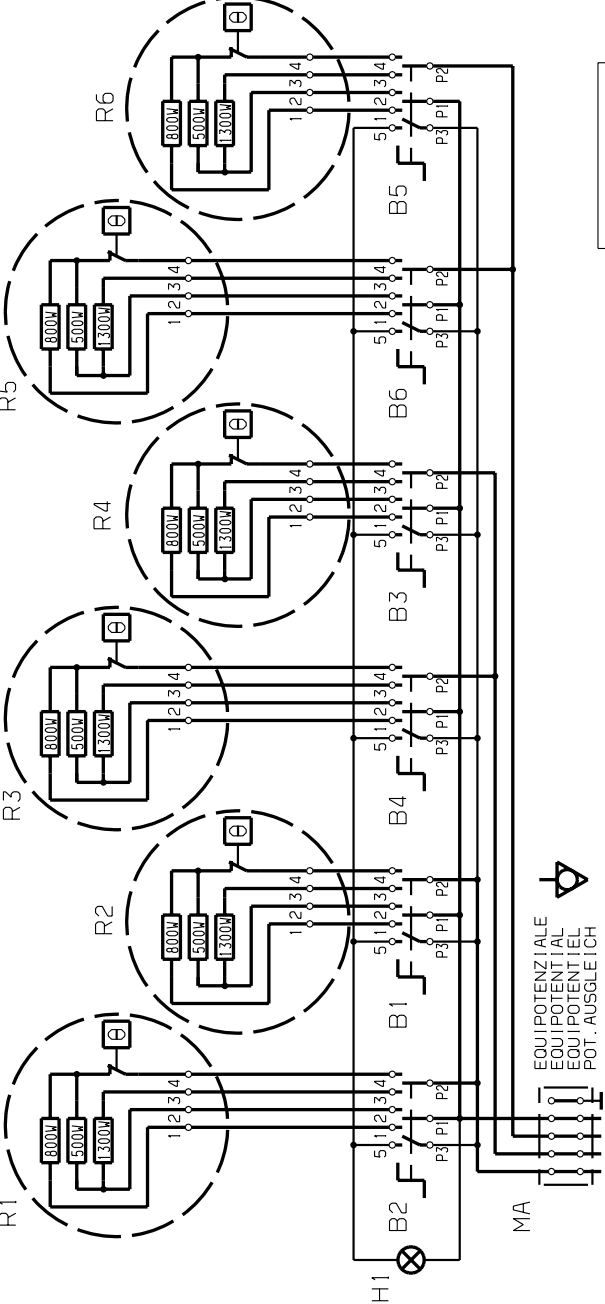 R1
800W
500W
1300W
θ
1 2 3 4
R2
800W
500W
1300W
θ
1 2 3 4
R3
800W
500W
1300W
θ
1 2 3 4
R4
800W
500W
1300W
θ
1 2 3 4
R5
800W
500W
1300W
θ
1 2 3 4
R6
800W
500W
1300W
θ
1 2 3 4
H1
B2
5 1 2 3 4
P3 P1 P2
B1
5 1 2 3 4
P3 P1 P2
B4
5 1 2 3 4
P3 P1 P2
B3
5 1 2 3 4
P3 P1 P2
B6
5 1 2 3 4
P3 P1 P2
B5
5 1 2 3 4
P3 P1 P2
MA
EQUIPOTENZIALE
EQUIPOTENTIAL
EQUIPOTENTIEL
POT. AUSGLEICH